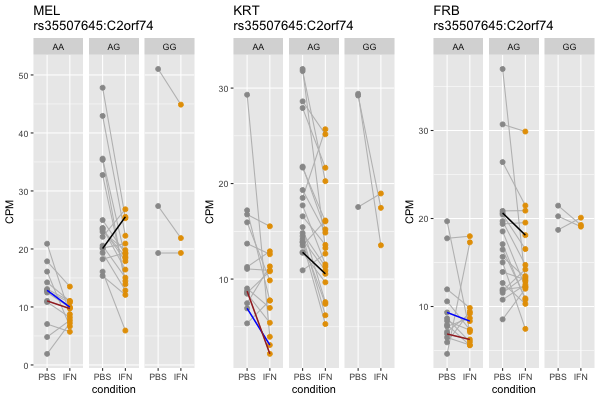 MEL
rs35507645:C2orf74
AA AG GG
50
40
30
20
10
0
CPM
PBS IFN PBS IFN PBS IFN
condition
KRT
rs35507645:C2orf74
AA AG GG
30
20
10
CPM
PBS IFN PBS IFN PBS IFN
condition
FRB
rs35507645:C2orf74
AA AG GG
30
20
10
CPM
PBS IFN PBS IFN PBS IFN
condition